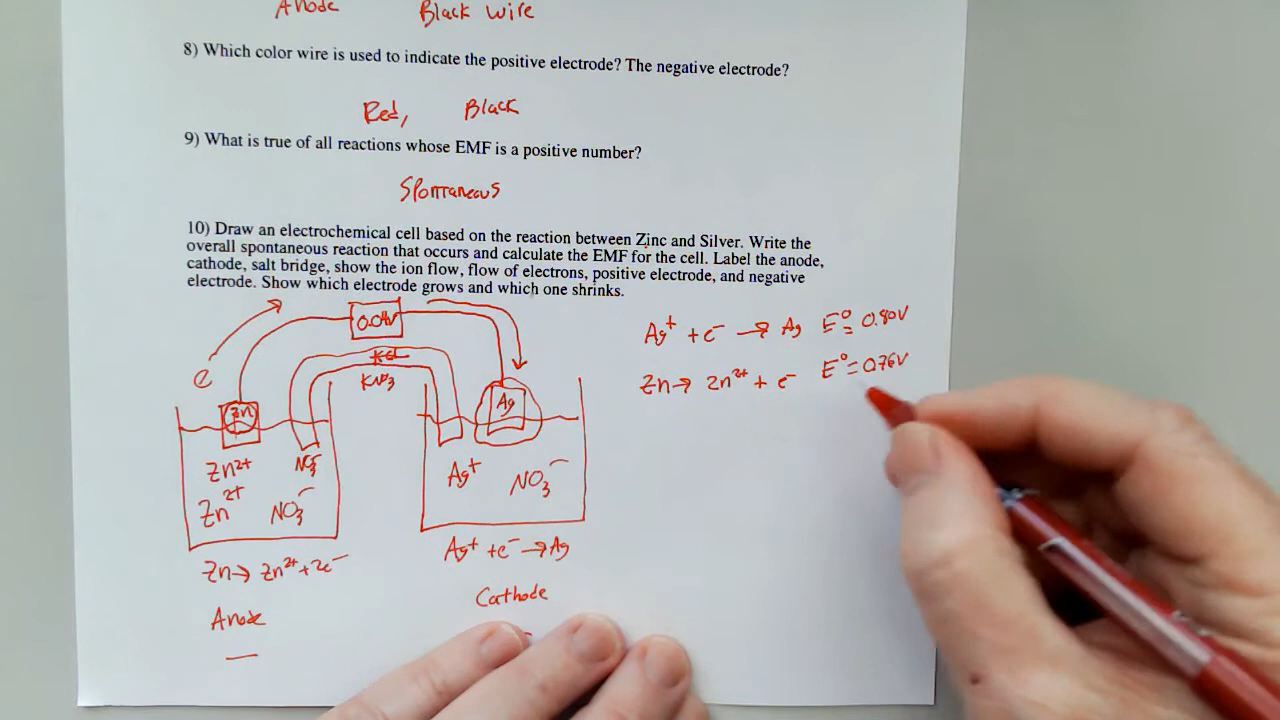 Anode Black Wire
8) Which color wire is used to indicate the positive electrode? The negative electrode?
Red, Black
9) What is true of all reactions whose EMF is a positive number?
Spontaneous
10) Draw an electrochemical cell based on the reaction between Zinc and Silver. Write the
overall spontaneous reaction that occurs and calculate the EMF for the cell. Label the anode,
cathode, salt bridge, show the ion flow, flow of electrons, positive electrode, and negative
electrode. Show which electrode grows and which one shrinks.
Ag⁺ + e⁻ → Ag E° = 0.80V
Zn → Zn²⁺ + e⁻ E° = 0.76V
0.04V
KNO₃
e
Zn
Ag
Zn²⁺ NO₃⁻
Zn²⁺ NO₃⁻
Ag⁺ NO₃⁻
Zn → Zn²⁺ + 2e⁻
Ag⁺ + e⁻ → Ag
Anode
Cathode
—